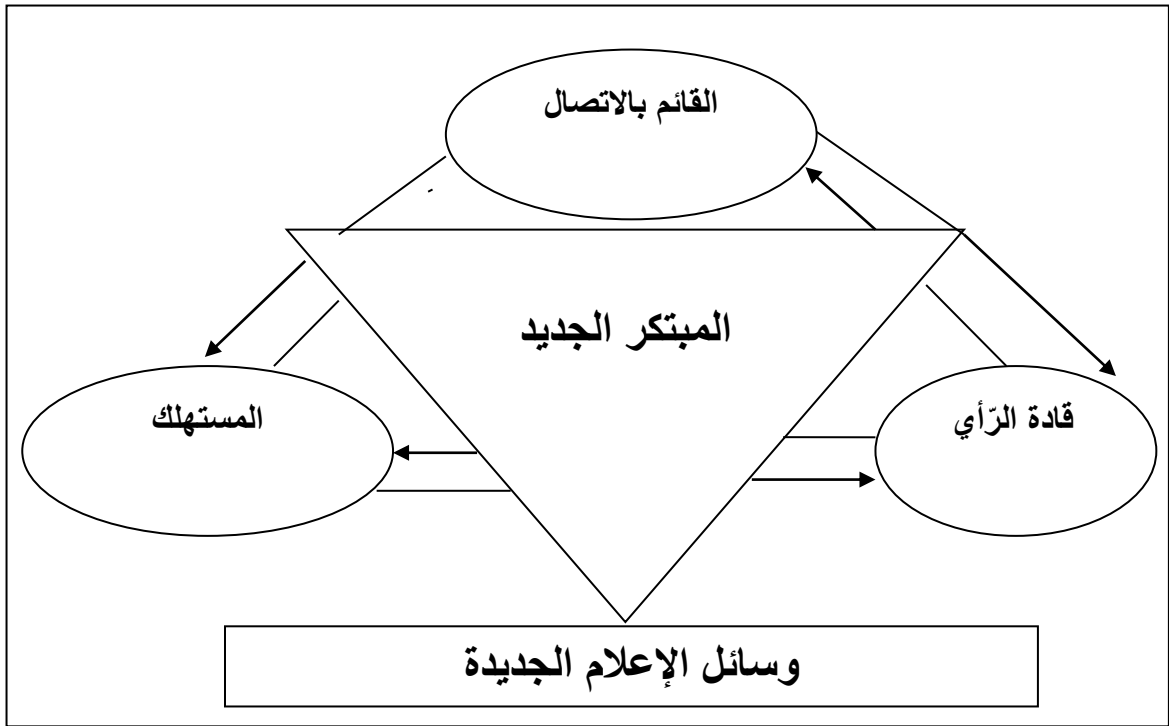 القائم بالاتصال
المبتكر الجديد
قادة الرّأي
المستهلك
وسائل الإعلام الجديدة